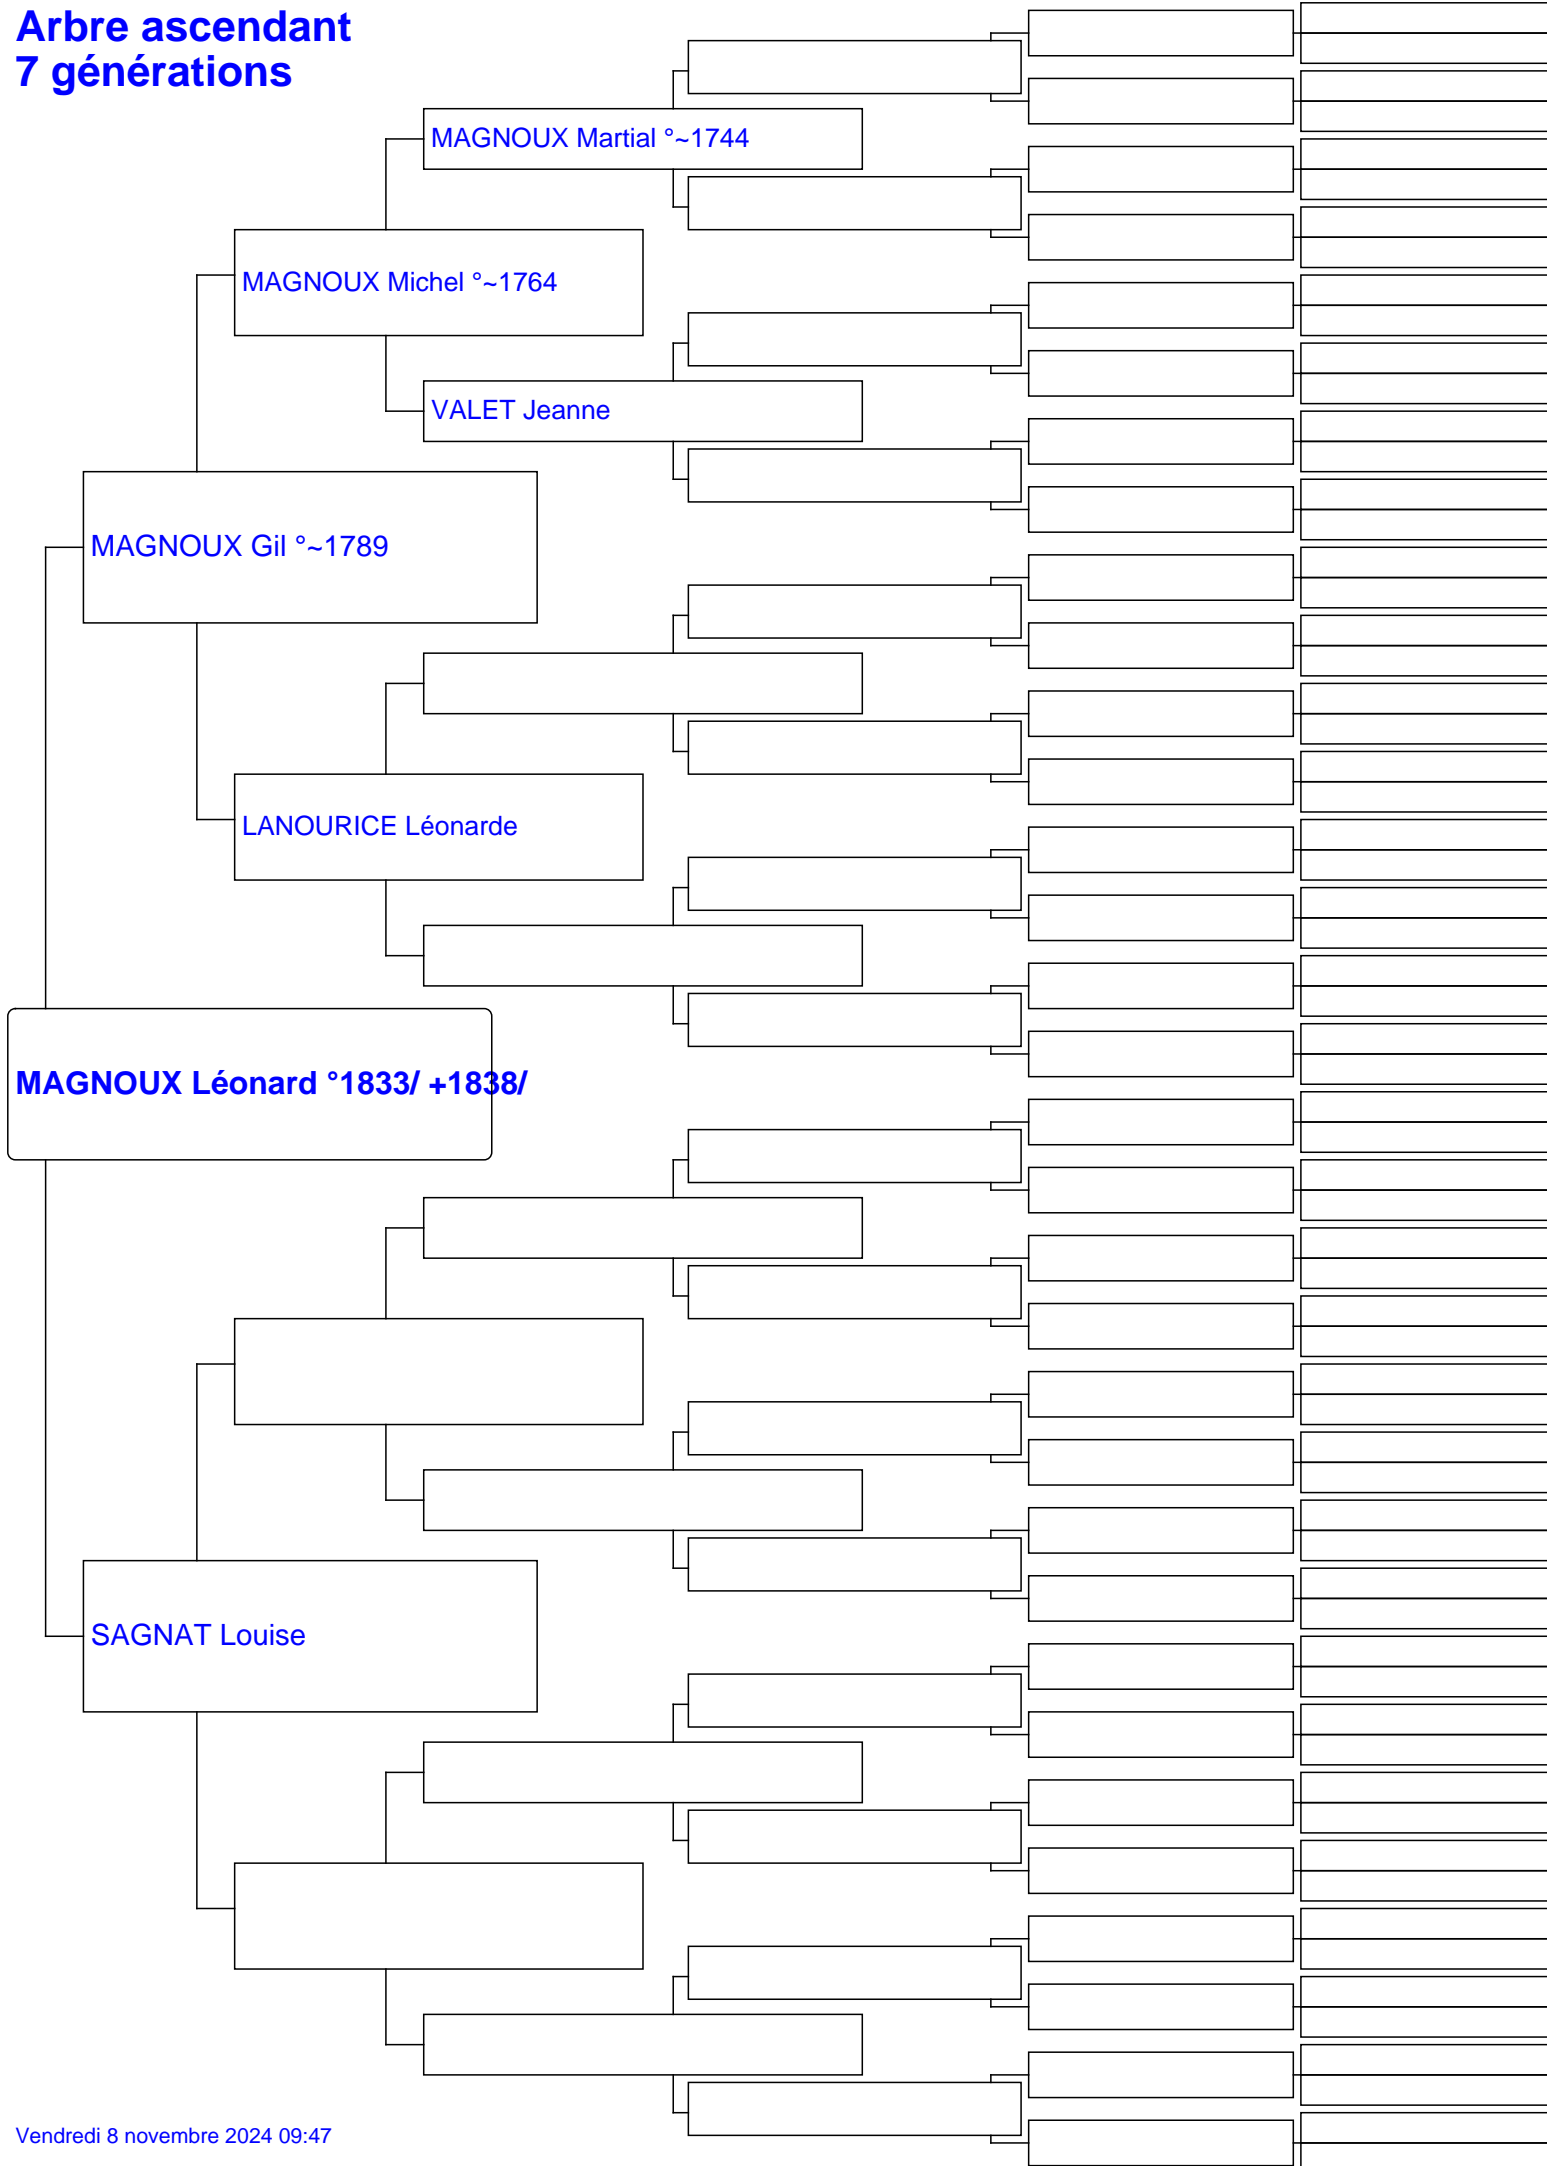 Arbre ascendant
7 générations
MAGNOUX Martial °~1744
MAGNOUX Michel °~1764
VALET Jeanne
MAGNOUX Gil °~1789
LANOURICE Léonarde
MAGNOUX Léonard °1833/ +1838/
SAGNAT Louise
Vendredi 8 novembre 2024 09:47